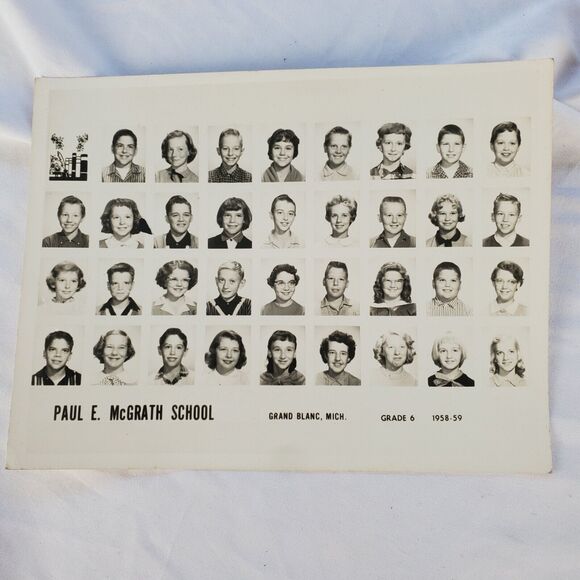 PAUL E. McGRATH SCHOOL GRAND BLANC, MICH. GRADE 6 1958-59